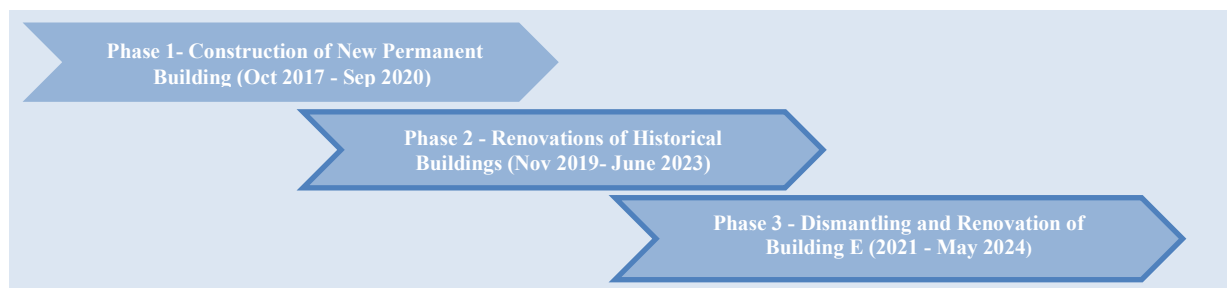 Phase 1- Construction of New Permanent
Building (Oct 2017 - Sep 2020)
Phase 2 - Renovations of Historical
Buildings (Nov 2019- June 2023)
Phase 3 - Dismantling and Renovation of
Building E (2021 - May 2024)